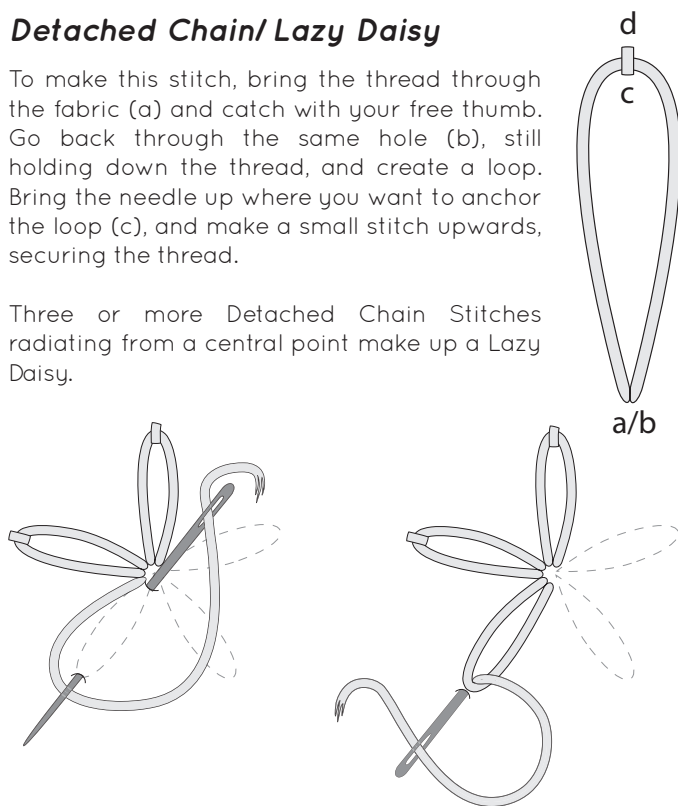 Detached Chain/ Lazy Daisy
To make this stitch, bring the thread through
the fabric (a) and catch with your free thumb.
Go back through the same hole (b), still
holding down the thread, and create a loop.
Bring the needle up where you want to anchor
the loop (c), and make a small stitch upwards,
securing the thread.
Three or more Detached Chain Stitches
radiating from a central point make up a Lazy
Daisy.
d
c
a/b